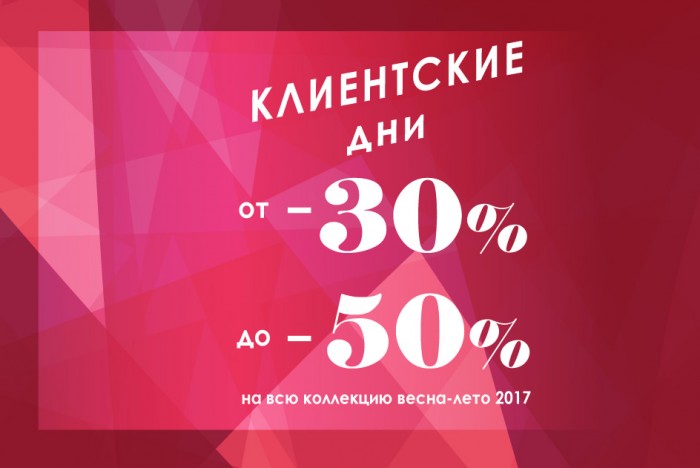 КЛИЕНТСКИЕ
ДНИ
от – 30%
до – 50%
на всю коллекцию весна-лето 2017